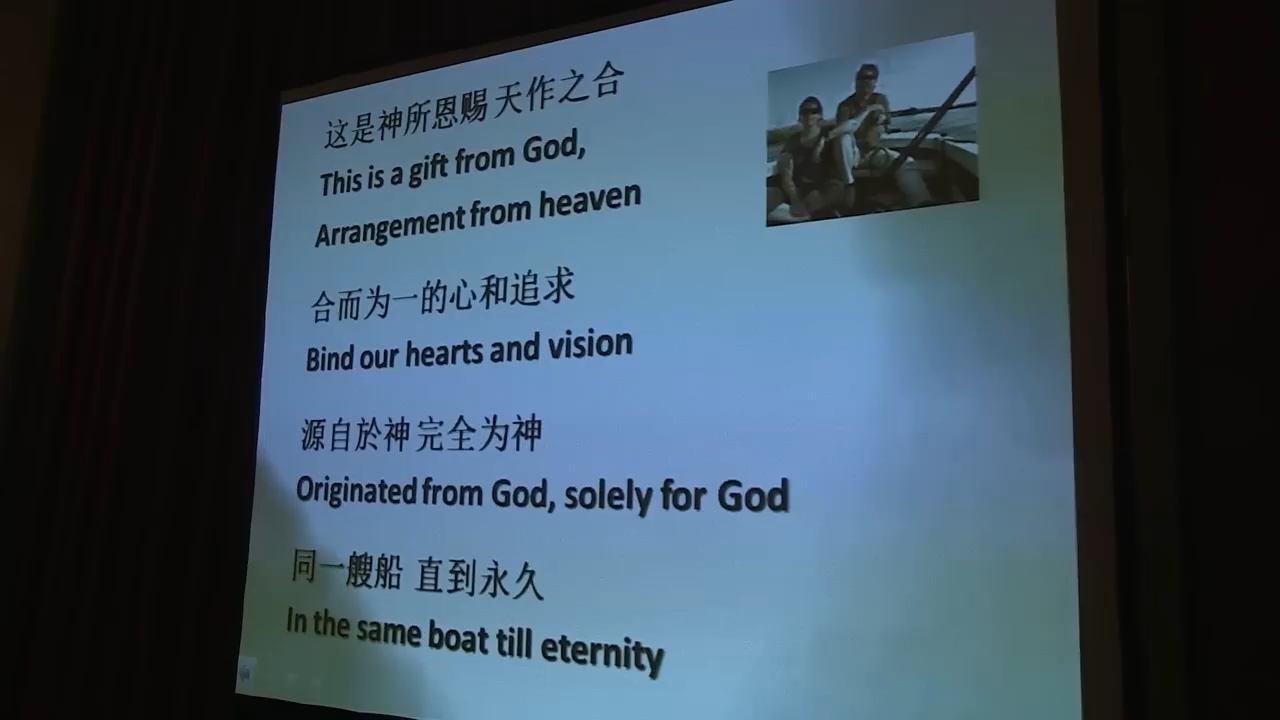 这是神所恩赐 天作之合
This is a gift from God,
Arrangement from heaven
合而为一的心和追求
Bind our hearts and vision
源自於神 完全为神
Originated from God, solely for God
同一艘船 直到永久
In the same boat till eternity